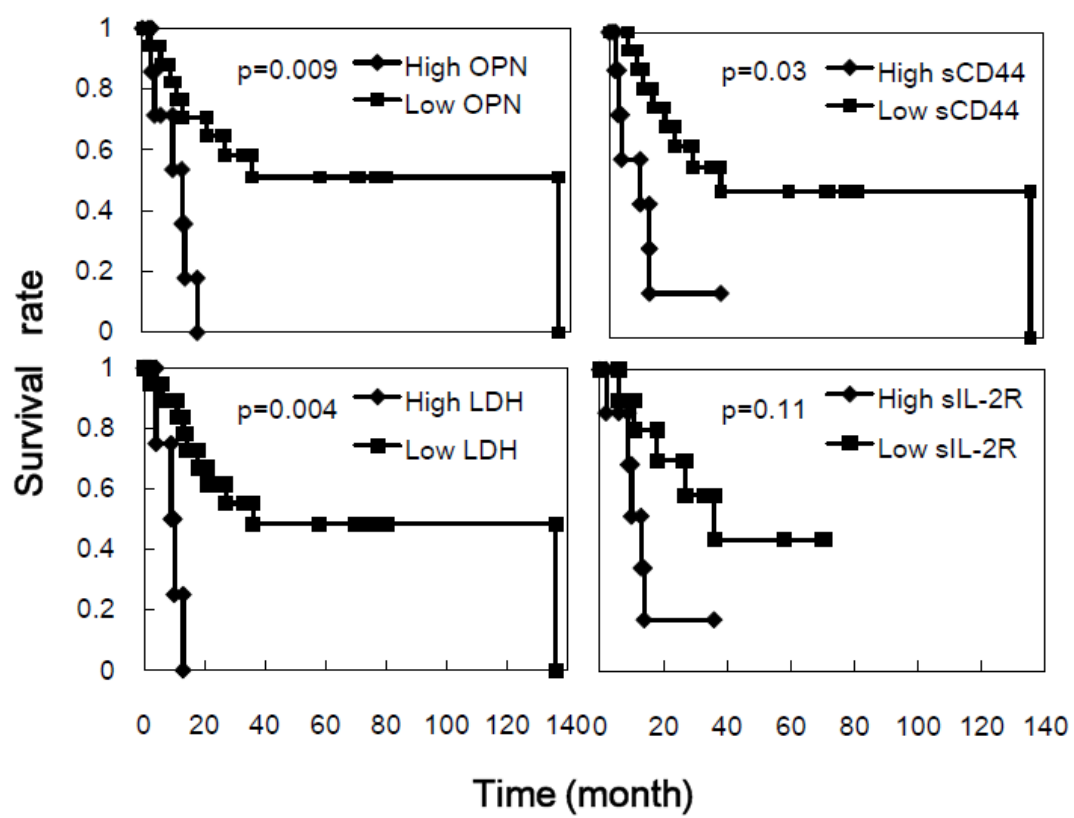 1
0.8
0.6
0.4
0.2
0
p=0.009
High OPN
Low OPN
p=0.03
High sCD44
Low sCD44
Survival rate
1
0.8
0.6
0.4
0.2
0
p=0.004
High LDH
Low LDH
p=0.11
High sIL-2R
Low sIL-2R
0 20 40 60 80 100 120 140
0 20 40 60 80 100 120 140
Time (month)